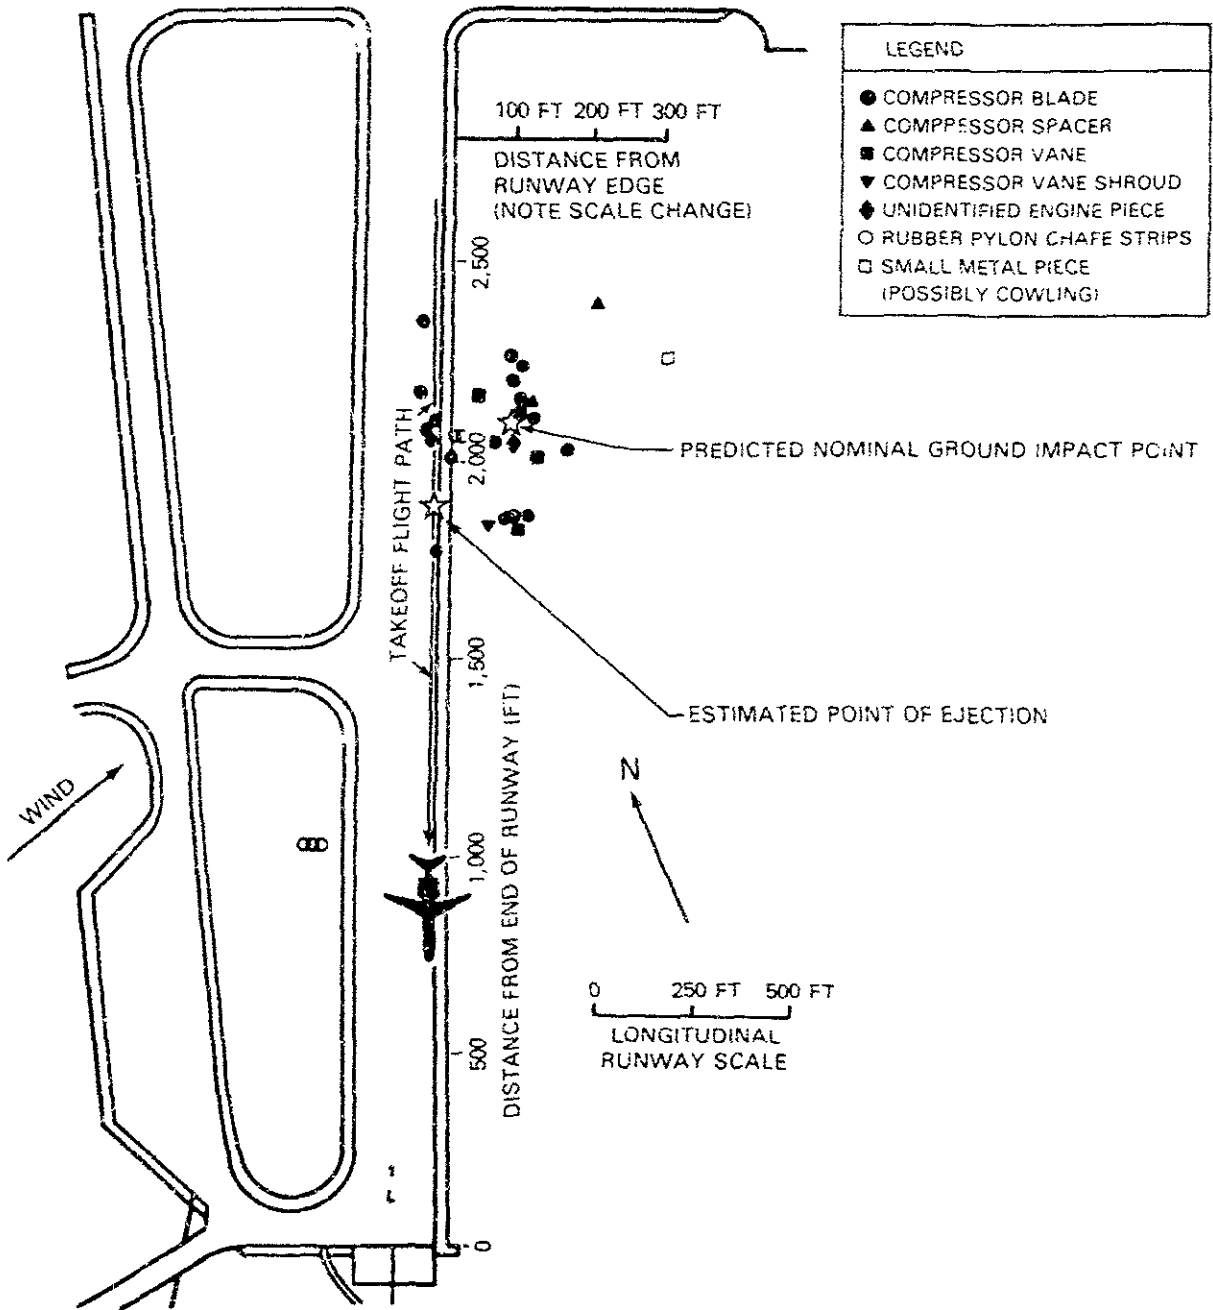 LEGEND
COMPRESSOR BLADE
COMPPESSOR SPACER
COMPRESSOR VANE
COMPRESSOR VANE SHROUD
UNIDENTIFIED ENGINE PIECE
RUBBER PYLON CHAFE STRIPS
SMALL METAL PIECE
(POSSIBLY COWLING)
100 FT 200 FT 300 FT
DISTANCE FROM
RUNWAY EDGE
(NOTE SCALE CHANGE)
2,500
2,000
1,500
1,000
500
0
TAKEOFF FLIGHT PATH
DISTANCE FROM END OF RUNWAY (FT)
PREDICTED NOMINAL GROUND IMPACT POINT
ESTIMATED POINT OF EJECTION
WIND
N
0 250 FT 500 FT
LONGITUDINAL
RUNWAY SCALE